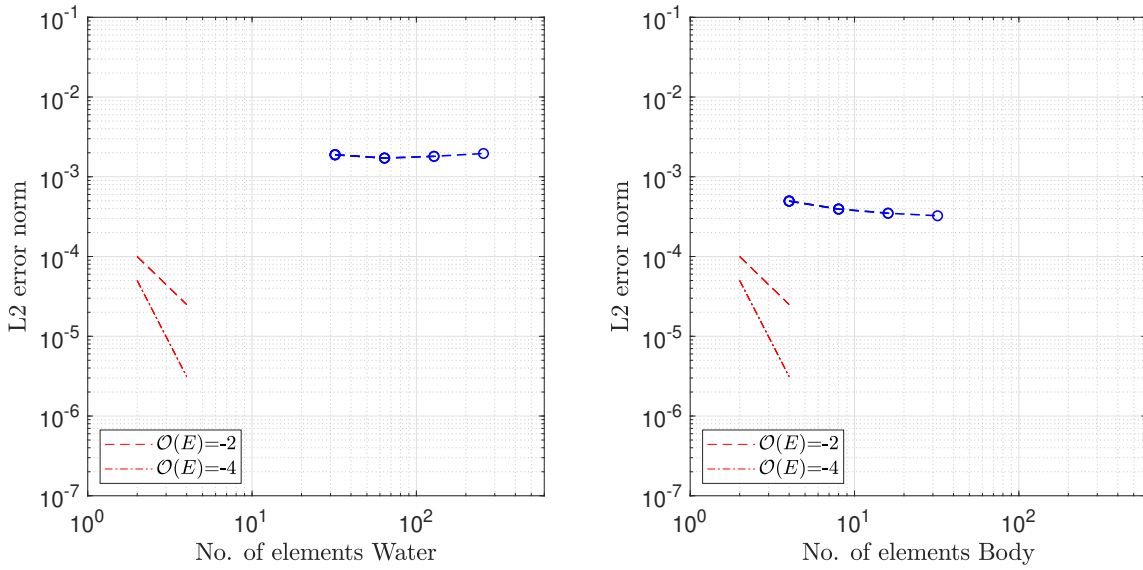 10^-1
10^-2
10^-3
10^-4
10^-5
10^-6
10^-7
L2 error norm
𝒪(E)=-2
𝒪(E)=-4
10^0
10^1
10^2
No. of elements Water
10^-1
10^-2
10^-3
10^-4
10^-5
10^-6
10^-7
L2 error norm
𝒪(E)=-2
𝒪(E)=-4
10^0
10^1
10^2
No. of elements Body